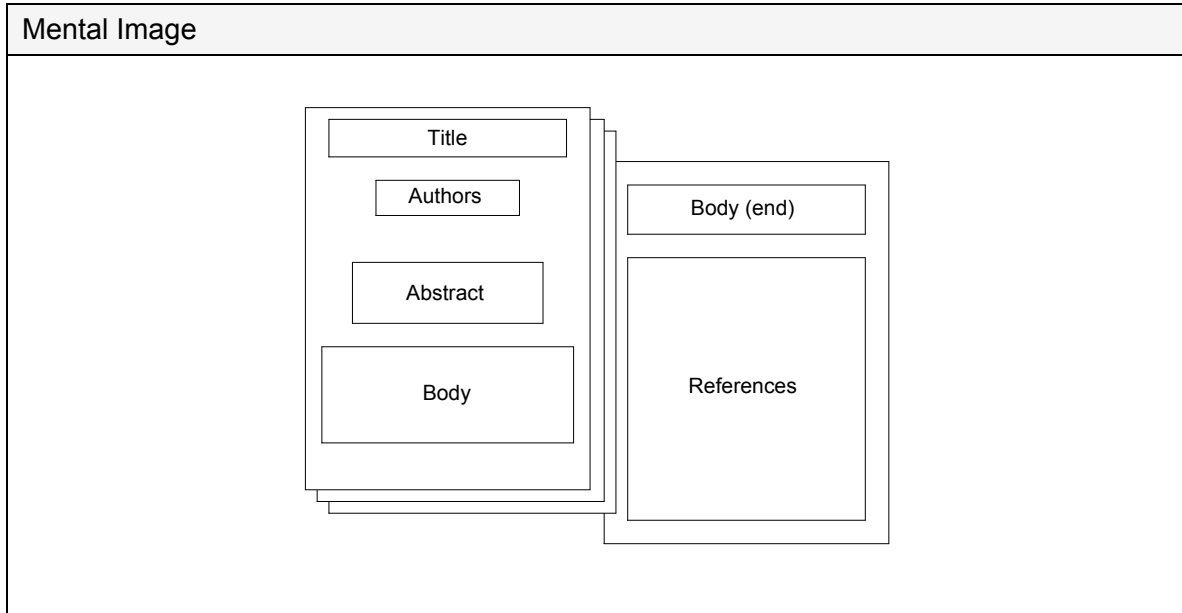 Mental Image
Title
Authors
Abstract
Body
Body (end)
References